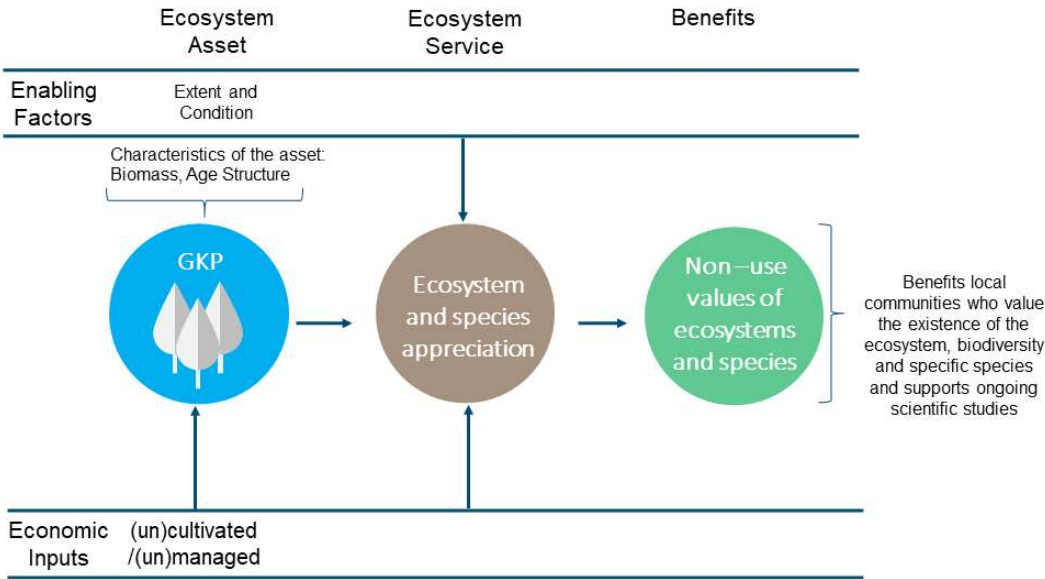 Ecosystem
Asset
Ecosystem
Service
Benefits
Enabling
Factors
Extent and
Condition
Characteristics of the asset:
Biomass, Age Structure
GKP
Ecosystem
and species
appreciation
Non–use
values of
ecosystems
and species
Benefits local
communities who value
the existence of the
ecosystem, biodiversity
and specific species
and supports ongoing
scientific studies
Economic
Inputs
(un)cultivated
/(un)managed